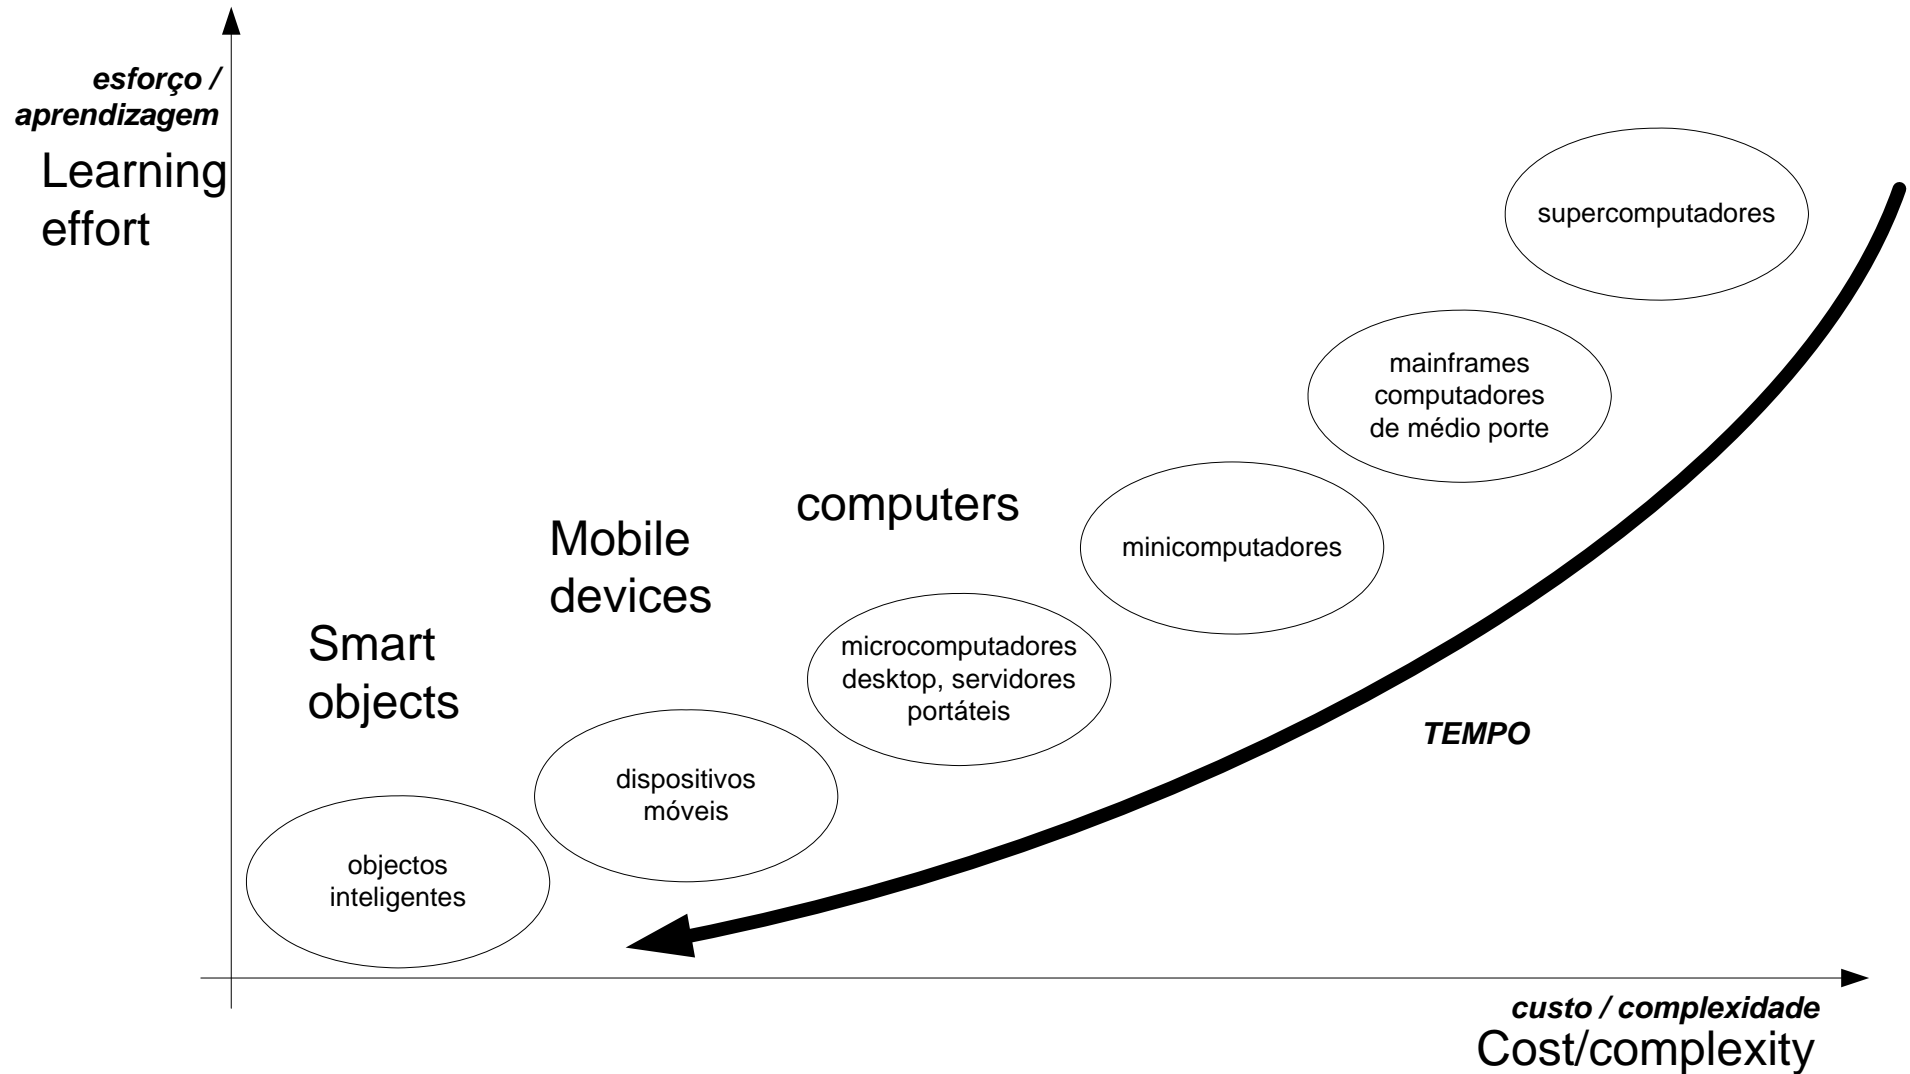 esforço /
aprendizagem
Learning
effort
supercomputadores
mainframes
computadores
de médio porte
computers
minicomputadores
Mobile
devices
microcomputadores
desktop, servidores
portáteis
Smart
objects
TEMPO
dispositivos
móveis
objectos
inteligentes
custo / complexidade
Cost/complexity